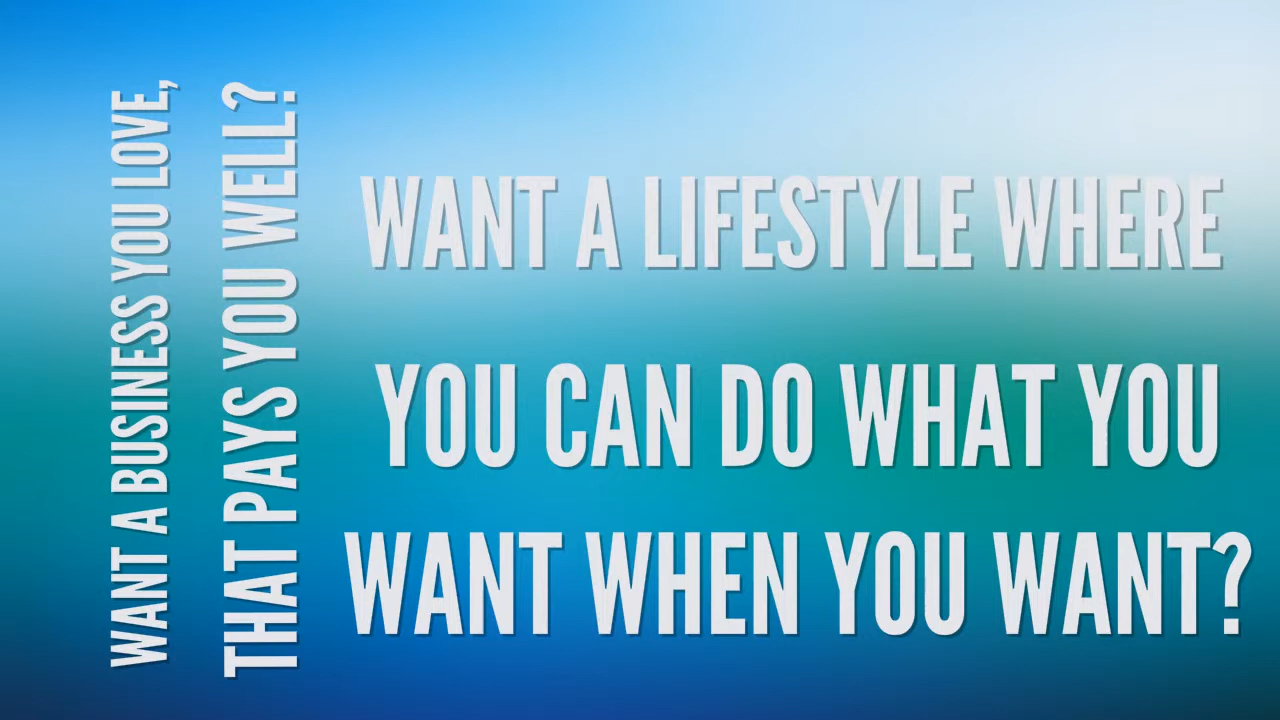 WANT A BUSINESS YOU LOVE,
THAT PAYS YOU WELL?
WANT A LIFESTYLE WHERE
YOU CAN DO WHAT YOU
WANT WHEN YOU WANT?